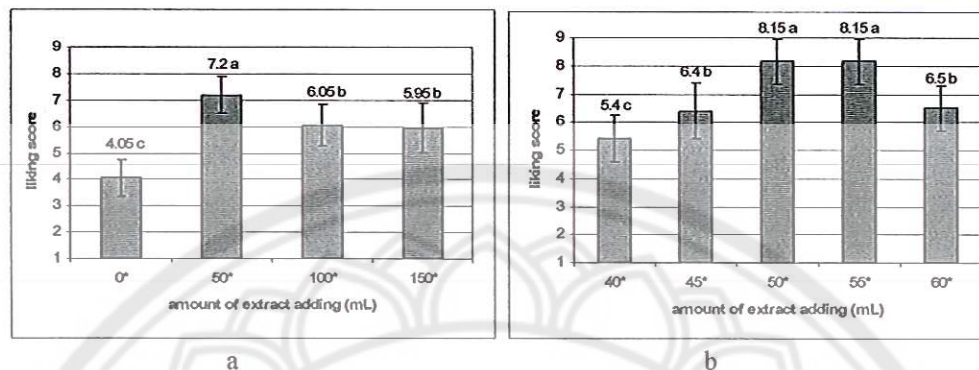 9
8
7
6
5
4
3
2
1
liking score
4.05 c
7.2 a
6.05 b
5.95 b
0*
50*
100*
150*
amount of extract adding (mL)
a
9
8
7
6
5
4
3
2
1
liking score
5.4 c
6.4 b
8.15 a
8.15 a
6.5 b
40*
45*
50*
55*
60*
amount of extract adding (mL)
b